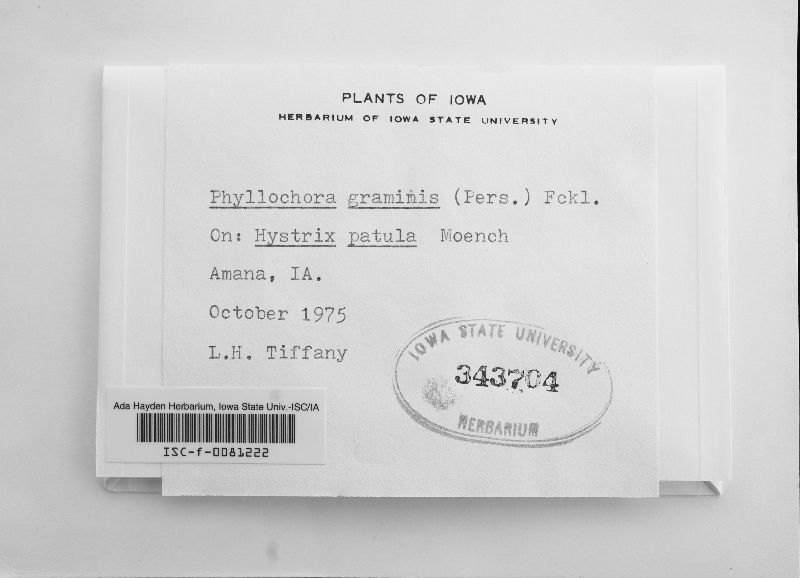 PLANTS OF IOWA
HERBARIUM OF IOWA STATE UNIVERSITY
Phyllochora graminis (Pers.) Fckl.
On: Hystrix patula Moench
Amana, IA.
October 1975
L.H. Tiffany
IOWA STATE UNIVERSITY
343704
HERBARIUM
Ada Hayden Herbarium, Iowa State Univ.-ISC/IA
ISC-f-0081222